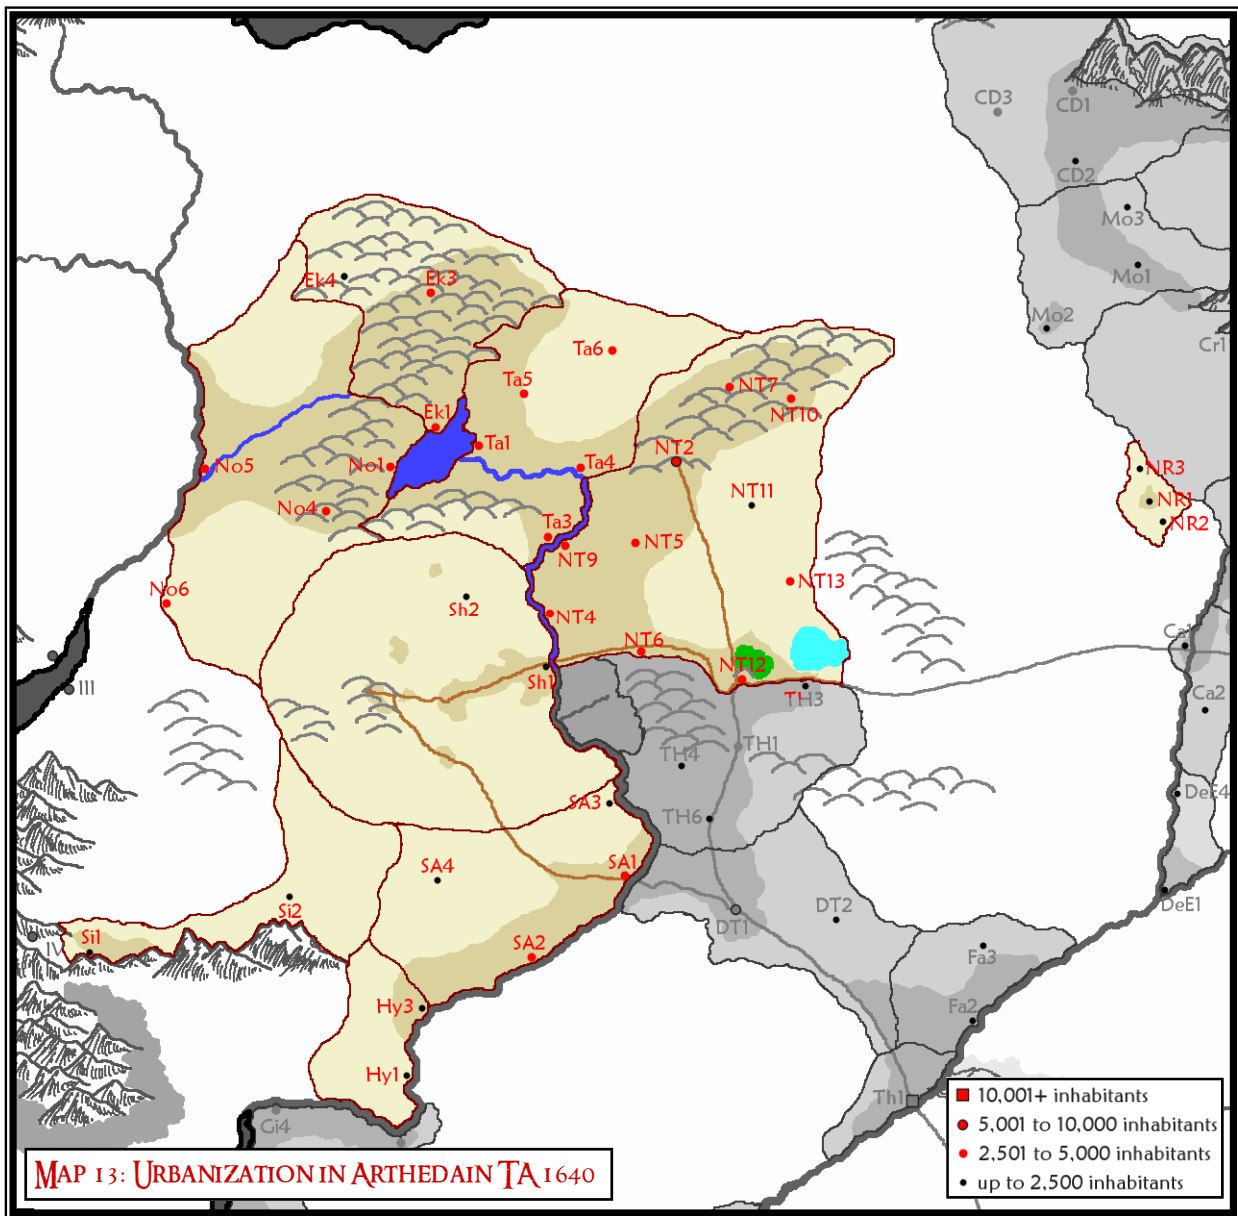 CD3
CD1
CD2
Mo3
Mo1
Ek4
Ek3
Mo2
Cr1
Ta6
Ta5
NT7
NT10
Ek1
Ta1
NT2
No5
No1
Ta4
NR3
NT11
NR1
No4
NR2
Ta3
NT5
NT9
NT13
No6
Sh2
NT4
NT6
Ca1
NT12
Sh1
III
TH3
Ca2
TH1
TH4
DeE4
SA3
TH6
SA4
SA1
Si2
DeE1
DT2
DT1
Si1
IV
SA2
Fa3
Hy3
Fa2
Hy1
Th1
Gi4
10,001+ inhabitants
5,001 to 10,000 inhabitants
2,501 to 5,000 inhabitants
up to 2,500 inhabitants
Map 13: Urbanization in Arthedain TA 1640